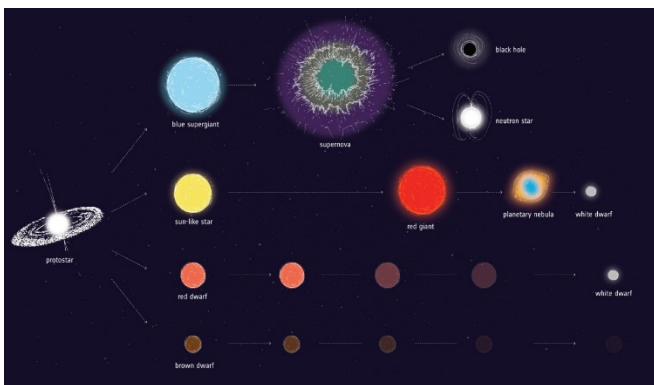 black hole
blue supergiant
neutron star
supernova
sun-like star
red giant
planetary nebula
white dwarf
protostar
red dwarf
white dwarf
brown dwarf